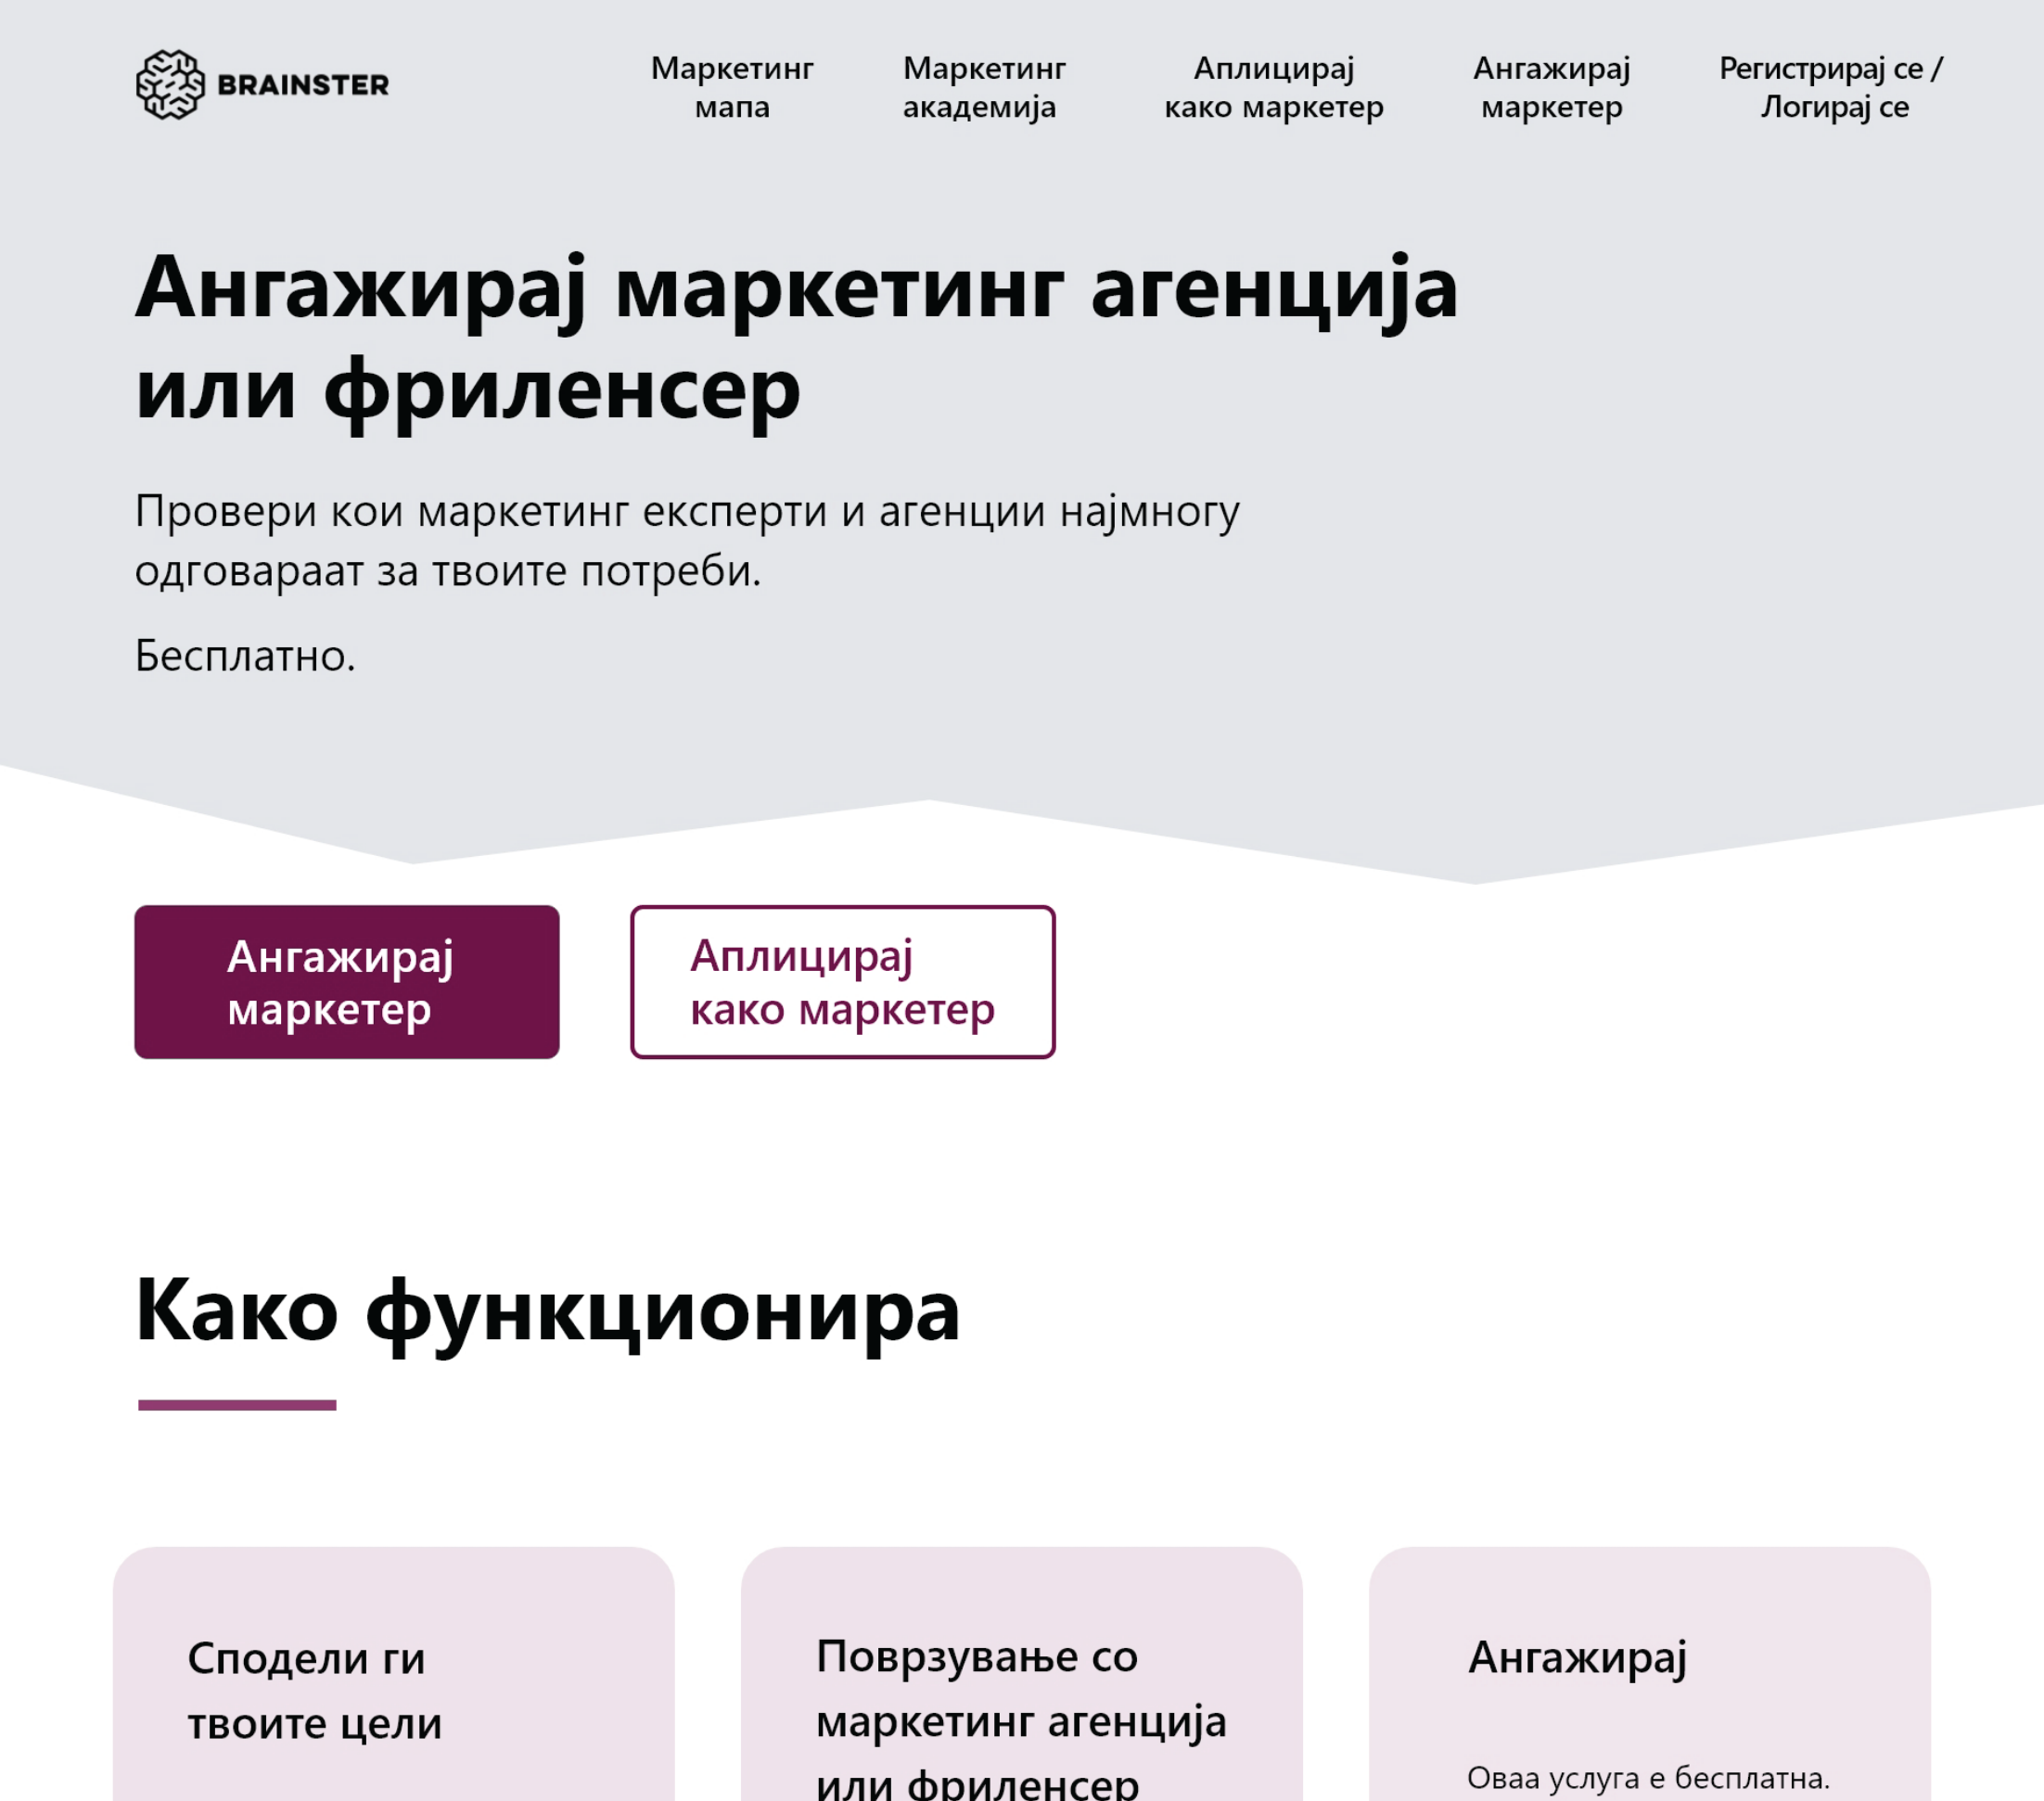 BRAINSTER
Маркетинг
мапа
Маркетинг
академија
Аплицирај
како маркетер
Ангажирај
маркетер
Регистрирај се /
Логирај се
Ангажирај маркетинг агенција
или фриленсер
Провери кои маркетинг експерти и агенции најмногу
одговараат за твоите потреби.
Бесплатно.
Ангажирај
маркетер
Аплицирај
како маркетер
Како функционира
Сподели ги
твоите цели
Поврзување со
маркетинг агенција
или фриленсер
Ангажирај
Оваа услуга е бесплатна.